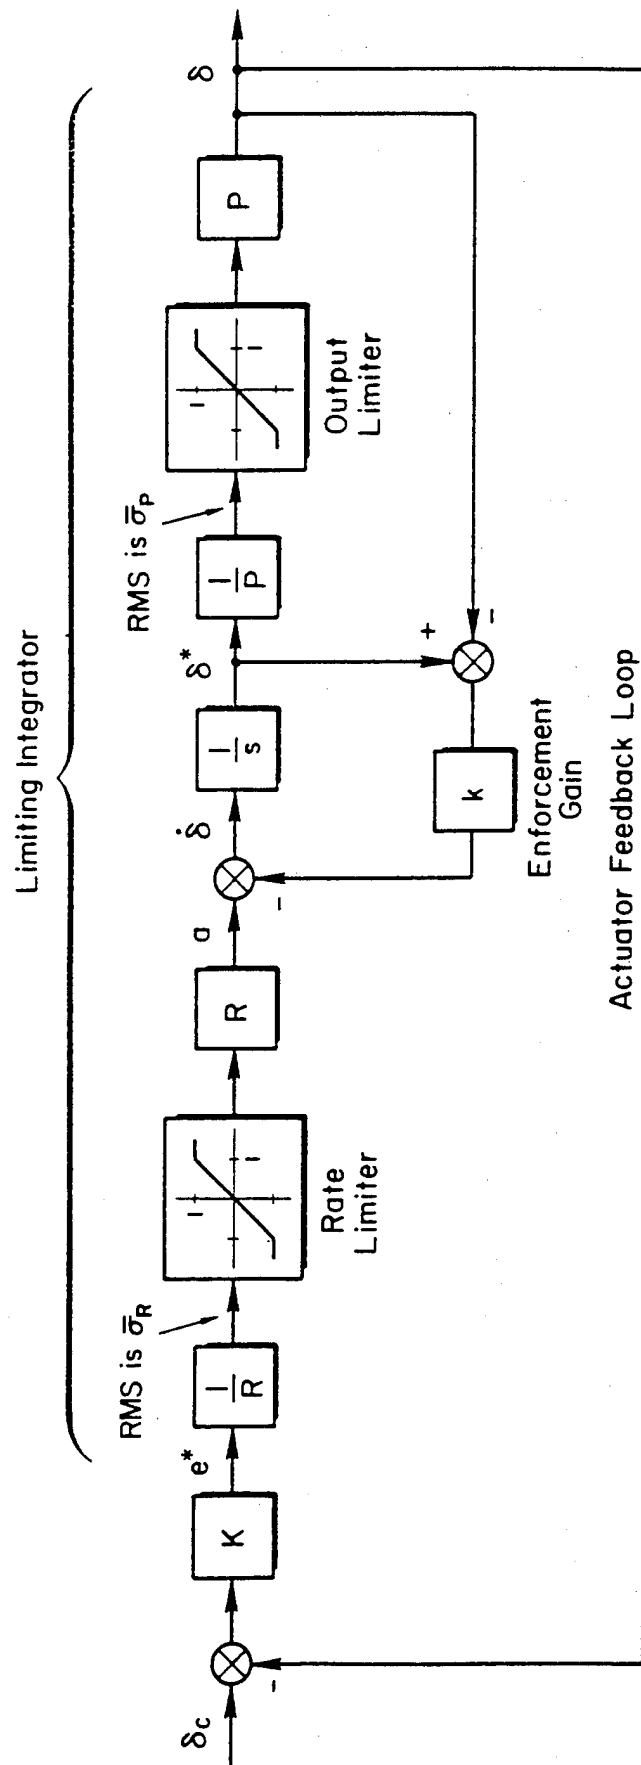 Limiting Integrator
δc
-
K
e*
1/R
RMS is σ̅R
1
1
Rate
Limiter
R
a
-
δ̇
1/s
δ*
1/P
RMS is σ̅P
1
1
Output
Limiter
P
δ
+
-
k
Enforcement
Gain
Actuator Feedback Loop